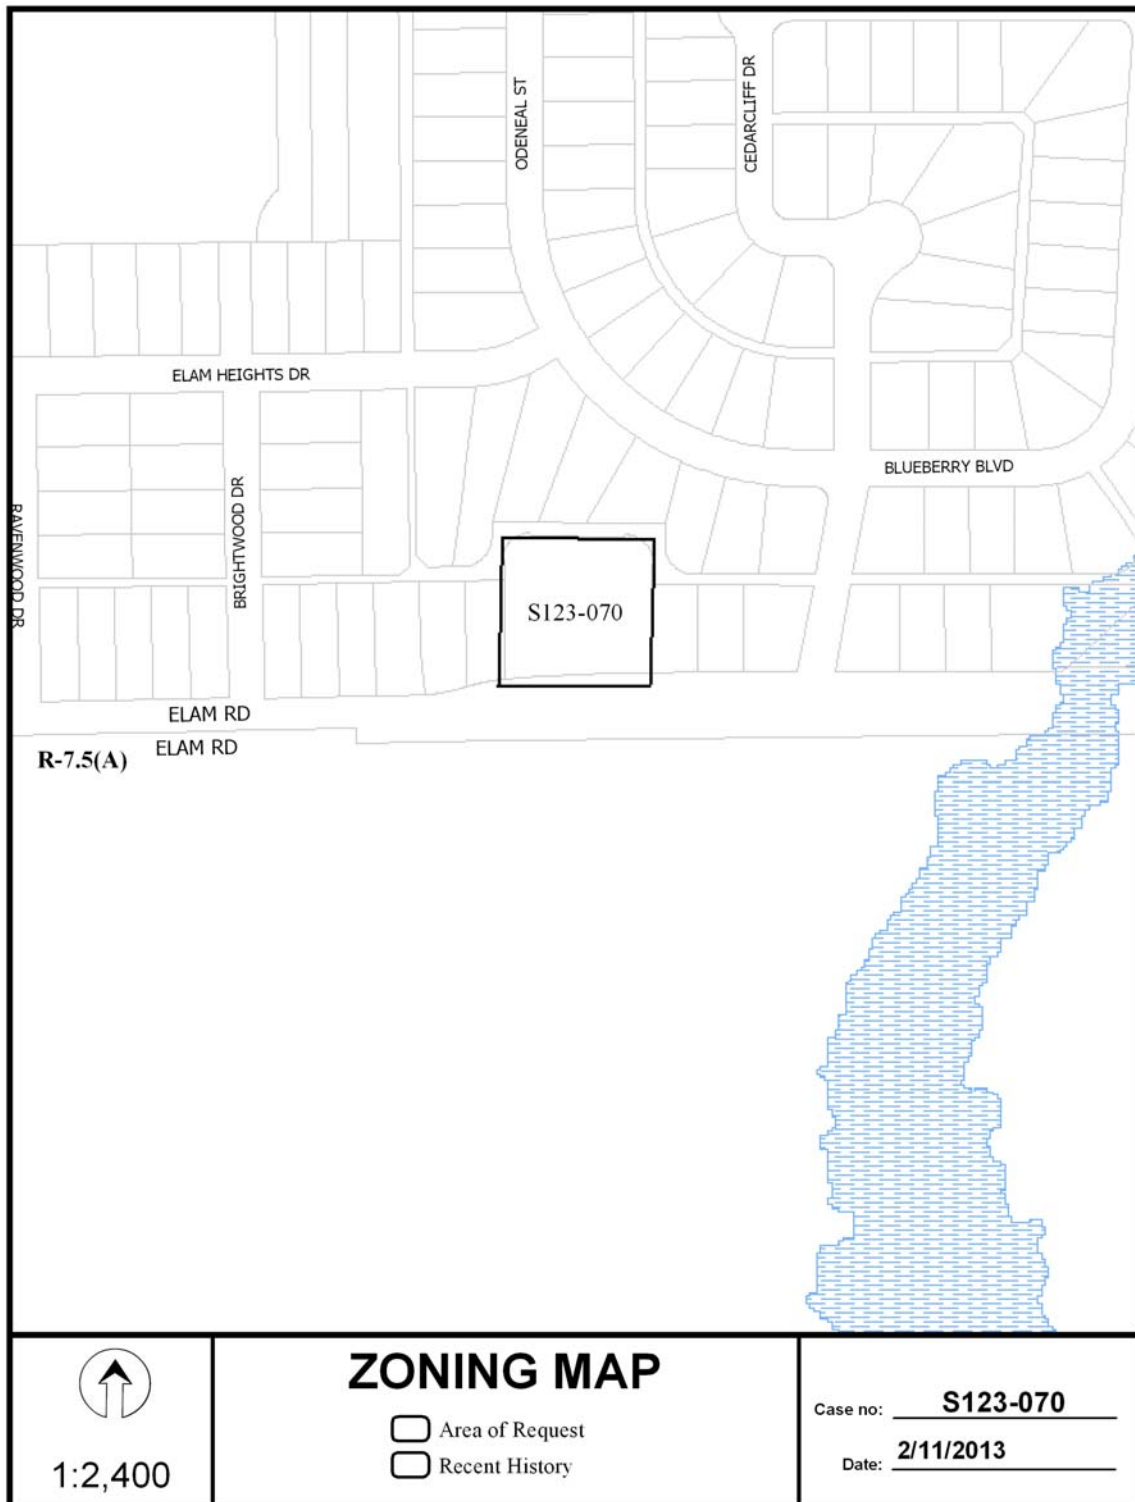 ODENEAL ST
CEDARCLIFF DR
ELAM HEIGHTS DR
BLUEBERRY BLVD
RAVENWOOD DR
BRIGHTWOOD DR
S123-070
ELAM RD
ELAM RD
R-7.5(A)
1:2,400
ZONING MAP
Area of Request
Recent History
Case no: S123-070
Date: 2/11/2013